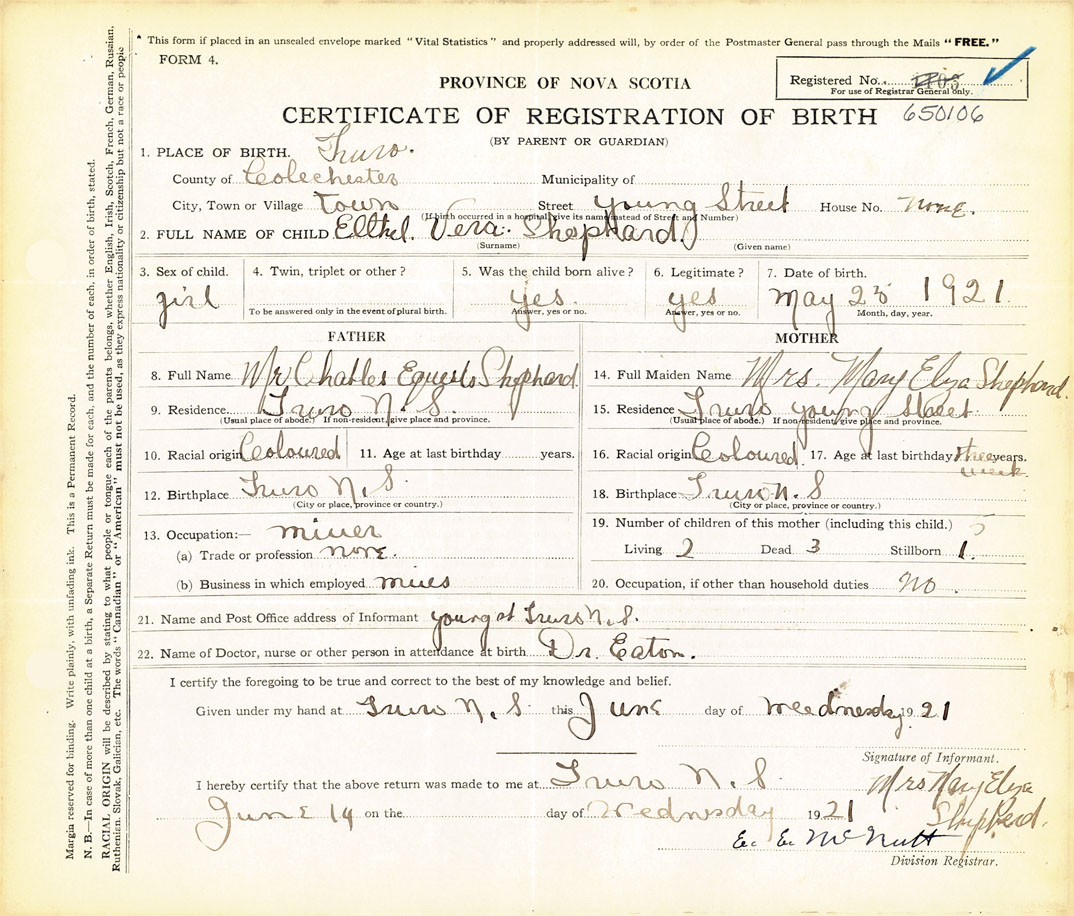 * This form if placed in an unsealed envelope marked "Vital Statistics" and properly addressed will, by order of the Postmaster General pass through the Mails "FREE."
FORM 4.
PROVINCE OF NOVA SCOTIA
Registered No.
For use of Registrar General only.
CERTIFICATE OF REGISTRATION OF BIRTH 650106
(BY PARENT OR GUARDIAN)
1. PLACE OF BIRTH. Truro.
County of Colechester Municipality of
City, Town or Village Town Street Young Street House No. none.
(If birth occurred in a hospital, give its name instead of Street and Number)
2. FULL NAME OF CHILD Elthel. Vera. Shephard.
(Surname) (Given name)
3. Sex of child. 4. Twin, triplet or other? 5. Was the child born alive? 6. Legitimate? 7. Date of birth.
girl yes. yes May 25 1921.
To be answered only in the event of plural birth. Answer, yes or no. Answer, yes or no. Month, day, year.
FATHER
8. Full Name Mr Charles Shephard.
9. Residence. Truro N. S.
(Usual place of abode.) If non-resident, give place and province.
10. Racial origin Coloured 11. Age at last birthday years.
12. Birthplace Truro N. S.
(City or place, province or country.)
13. Occupation:— miner
(a) Trade or profession none.
(b) Business in which employed mines
MOTHER
14. Full Maiden Name Mrs. Mary Eliza Shephard.
15. Residence Truro young street.
(Usual place of abode.) If non-resident, give place and province.
16. Racial origin Coloured. 17. Age at last birthday three years.
week.
18. Birthplace Truro N. S
(City or place, province or country.)
19. Number of children of this mother (including this child.) 5
Living 2 Dead 3 Stillborn 1.
20. Occupation, if other than household duties No.
21. Name and Post Office address of Informant young st Truro N. S.
22. Name of Doctor, nurse or other person in attendance at birth Dr. Eaton.
I certify the foregoing to be true and correct to the best of my knowledge and belief.
Given under my hand at Truro N. S. this June day of Wednesday 1921
Signature of Informant.
Mrs Mary Eliza
Shepherd.
I hereby certify that the above return was made to me at Truro N. S
June 14 on the day of Wednesday 1921
E. E. McNutt
Division Registrar.
Margin reserved for binding. Write plainly, with unfading ink. This is a Permanent Record.
N. B.—In case of more than one child at a birth, a Separate Return must be made for each, and the number of each, in order of birth, stated.
RACIAL ORIGIN will be described by stating to what people or tongue each of the parents belongs, whether English, Irish, Scotch, French, German, Russian,
Ruthenian, Slovak, Galician, etc. The words "Canadian" or "American" must not be used, as they express nationality or citizenship but not a race or people